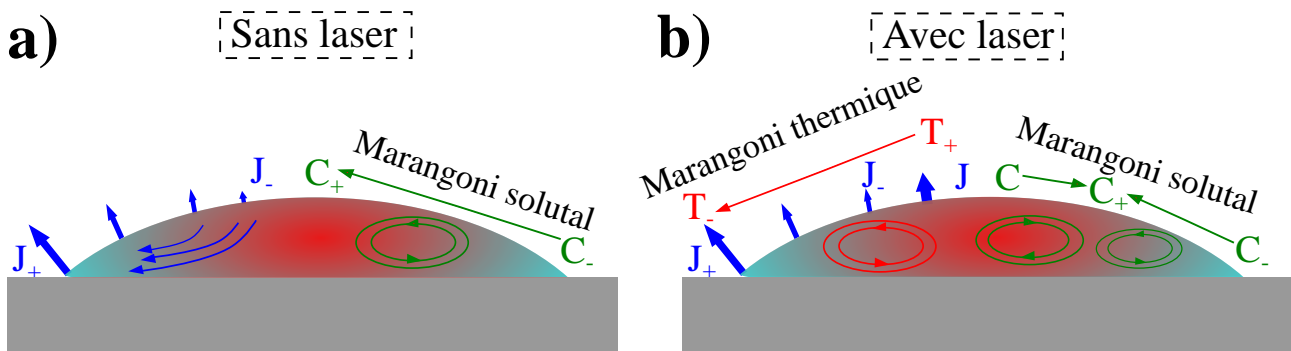 a)
Sans laser
Marangoni solutal
J₋
C₊
J₊
C₋
b)
Avec laser
Marangoni thermique
T₊
Marangoni solutal
J₋
J
C
C₊
T₋
J₊
C₋